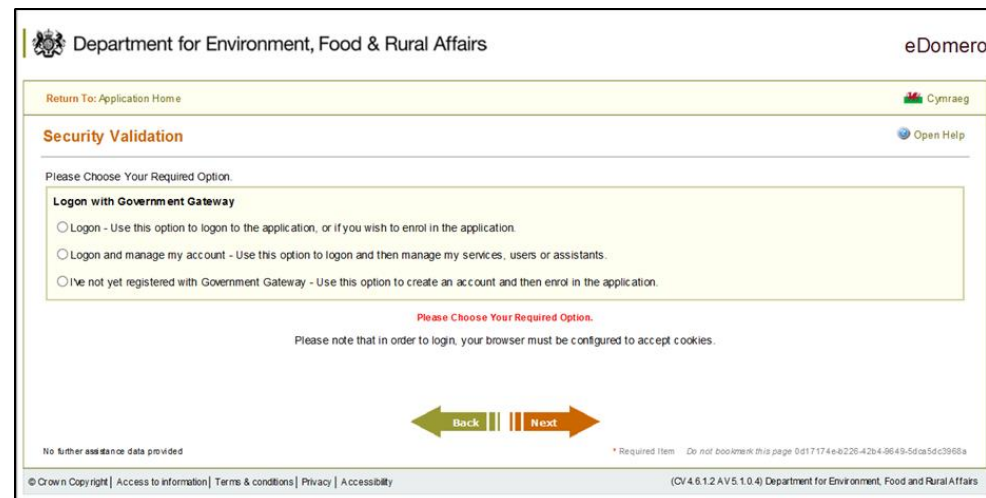 Department for Environment, Food & Rural Affairs
eDomero
Return To: Application Home
Cymraeg
Security Validation
Open Help
Please Choose Your Required Option.
Logon with Government Gateway
Logon - Use this option to logon to the application, or if you wish to enrol in the application.
Logon and manage my account - Use this option to logon and then manage my services, users or assistants.
I've not yet registered with Government Gateway - Use this option to create an account and then enrol in the application.
Please Choose Your Required Option.
Please note that in order to login, your browser must be configured to accept cookies.
Back
Next
No further assistance data provided
* Required Item Do not bookmark this page 0d17174e-b226-42b4-9649-5dca5dc3968a
© Crown Copyright | Access to information | Terms & conditions | Privacy | Accessibility
(CV4.6.1.2 AV5.1.0.4) Department for Environment, Food and Rural Affairs